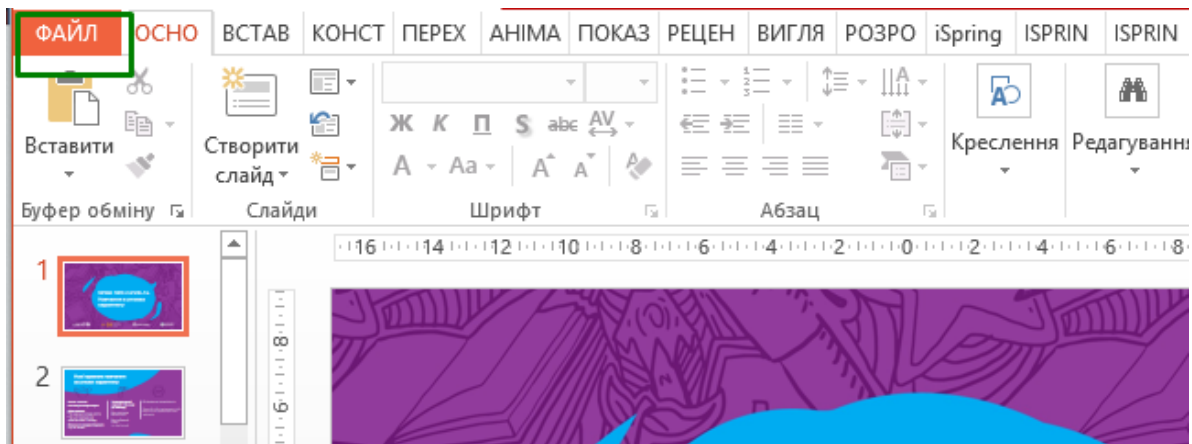 ФАЙЛ ОСНО ВСТАВ КОНСТ ПЕРЕХ АНІМА ПОКАЗ РЕЦЕН ВИГЛЯ РОЗРО iSpring ISPRIN ISPRIN
Вставити
Створити
слайд
Ж К П S abc AV
А Aa А А
Креслення Редагування
Буфер обміну Слайди Шрифт Абзац
16 14 12 10 8 6 4 2 0 2 4 6 8
1
8
2
6